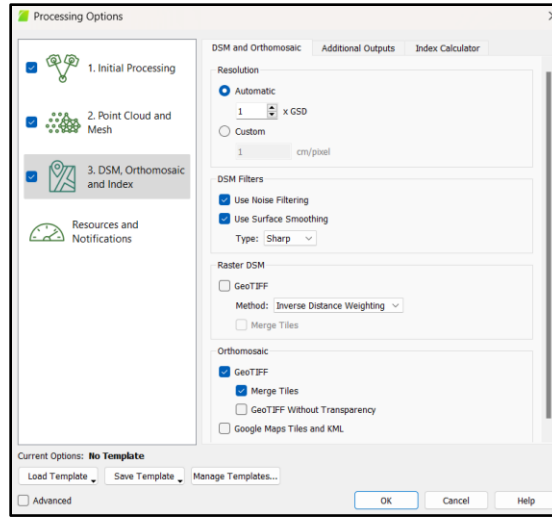 Processing Options
1. Initial Processing
2. Point Cloud and
Mesh
3. DSM, Orthomosaic
and Index
Resources and
Notifications
DSM and Orthomosaic
Additional Outputs
Index Calculator
Resolution
Automatic
1 x GSD
Custom
1 cm/pixel
DSM Filters
Use Noise Filtering
Use Surface Smoothing
Type: Sharp
Raster DSM
GeoTIFF
Method: Inverse Distance Weighting
Merge Tiles
Orthomosaic
GeoTIFF
Merge Tiles
GeoTIFF Without Transparency
Google Maps Tiles and KML
Current Options: No Template
Load Template
Save Template
Manage Templates...
Advanced
OK
Cancel
Help